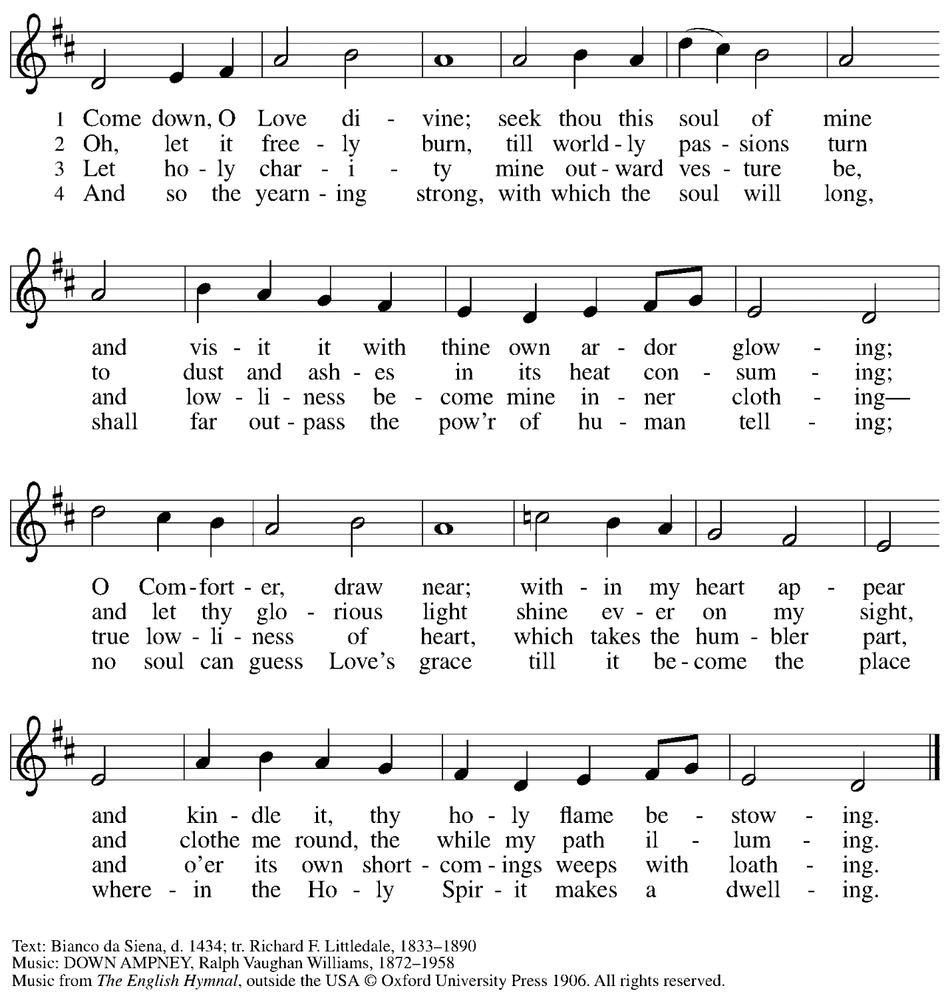 1 Come down, O Love di - vine; seek thou this soul of mine
2 Oh, let it free - ly burn, till world - ly pas - sions turn
3 Let ho - ly char - i - ty mine out - ward ves - ture be,
4 And so the yearn - ing strong, with which the soul will long,
and vis - it it with thine own ar - dor glow - ing;
to dust and ash - es in its heat con - sum - ing;
and low - li - ness be - come mine in - ner cloth - ing—
shall far out - pass the pow'r of hu - man tell - ing;
O Com - fort - er, draw near; with - in my heart ap - pear
and let thy glo - rious light shine ev - er on my sight,
true low - li - ness of heart, which takes the hum - bler part,
no soul can guess Love's grace till it be - come the place
and kin - dle it, thy ho - ly flame be - stow - ing.
and clothe me round, the while my path il - lum - ing.
and o'er its own short - com - ings weeps with loath - ing.
where - in the Ho - ly Spir - it makes a dwell - ing.
Text: Bianco da Siena, d. 1434; tr. Richard F. Littledale, 1833–1890
Music: DOWN AMPNEY, Ralph Vaughan Williams, 1872–1958
Music from The English Hymnal, outside the USA © Oxford University Press 1906. All rights reserved.